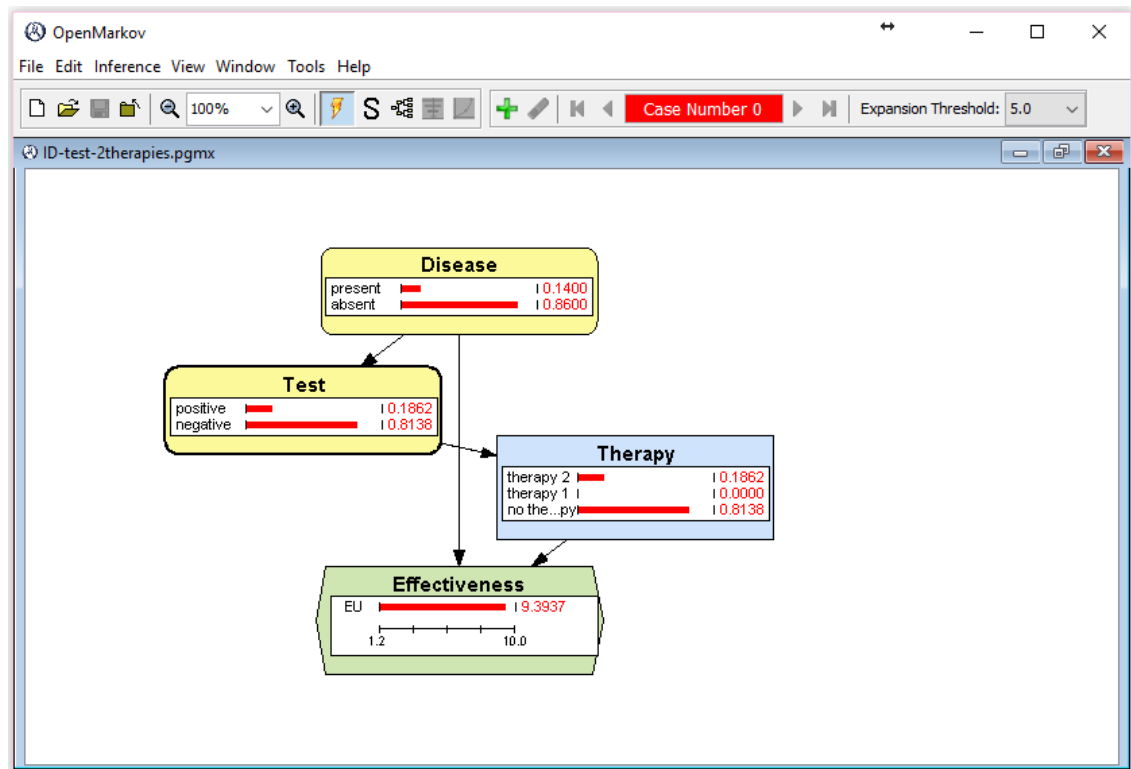 OpenMarkov
File Edit Inference View Window Tools Help
100% S Case Number 0 Expansion Threshold: 5.0
ID-test-2therapies.pgmx
Disease
present 0.1400
absent 0.8600
Test
positive 0.1862
negative 0.8138
Therapy
therapy 2 0.1862
therapy 1 0.0000
no the...py 0.8138
Effectiveness
EU 9.3937
1.2 10.0